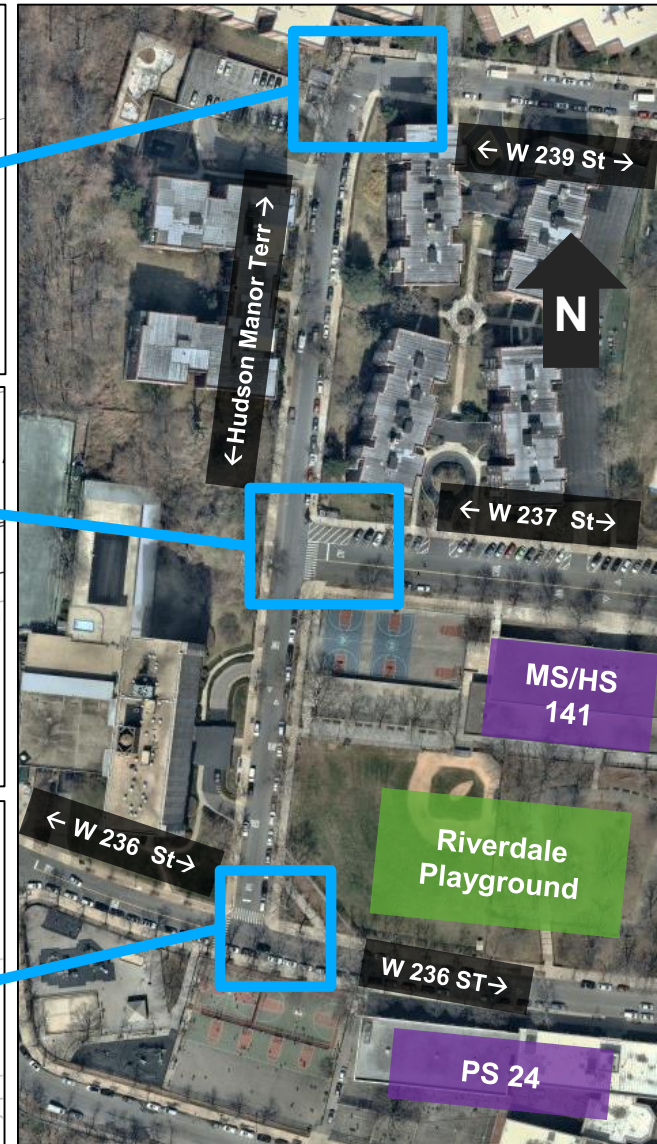 ← W 239 St →
←Hudson Manor Terr →
N
← W 237  St→
MS/HS
141
← W 236  St→
Riverdale
Playground
W 236 ST→
PS 24